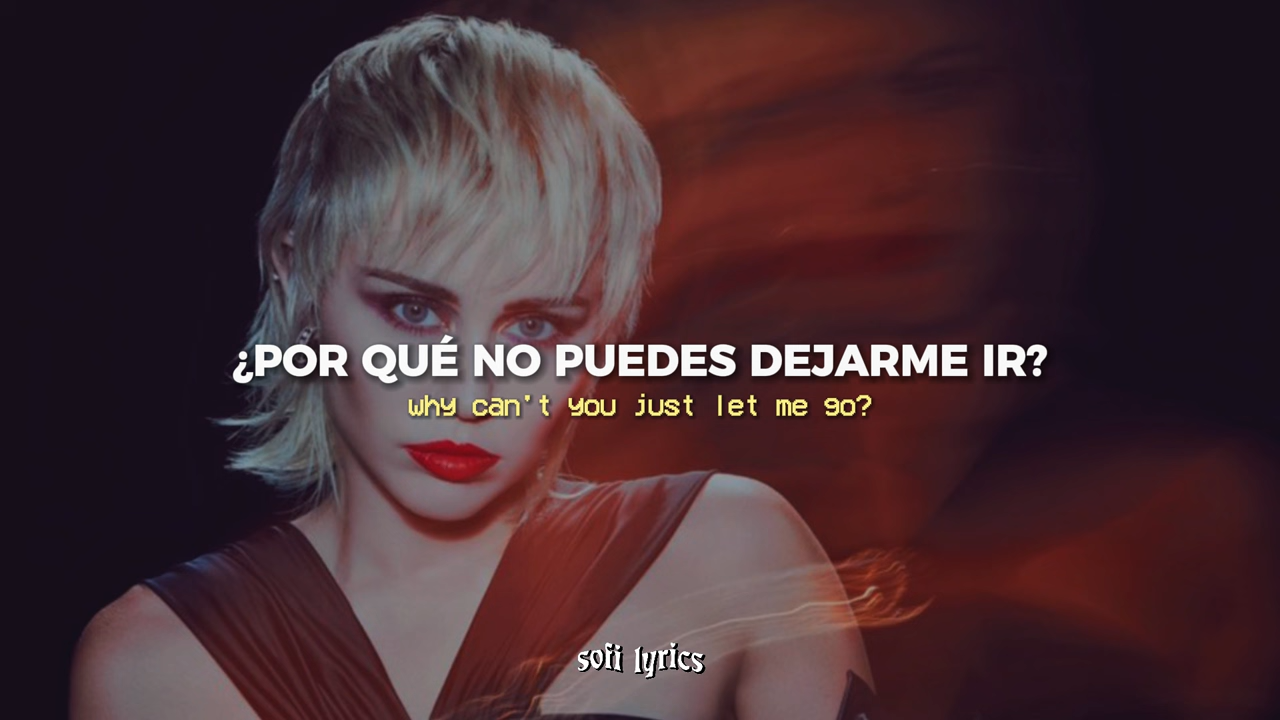 ¿POR QUÉ NO PUEDES DEJARME IR?
why can't you just let me go?
sofi lyrics